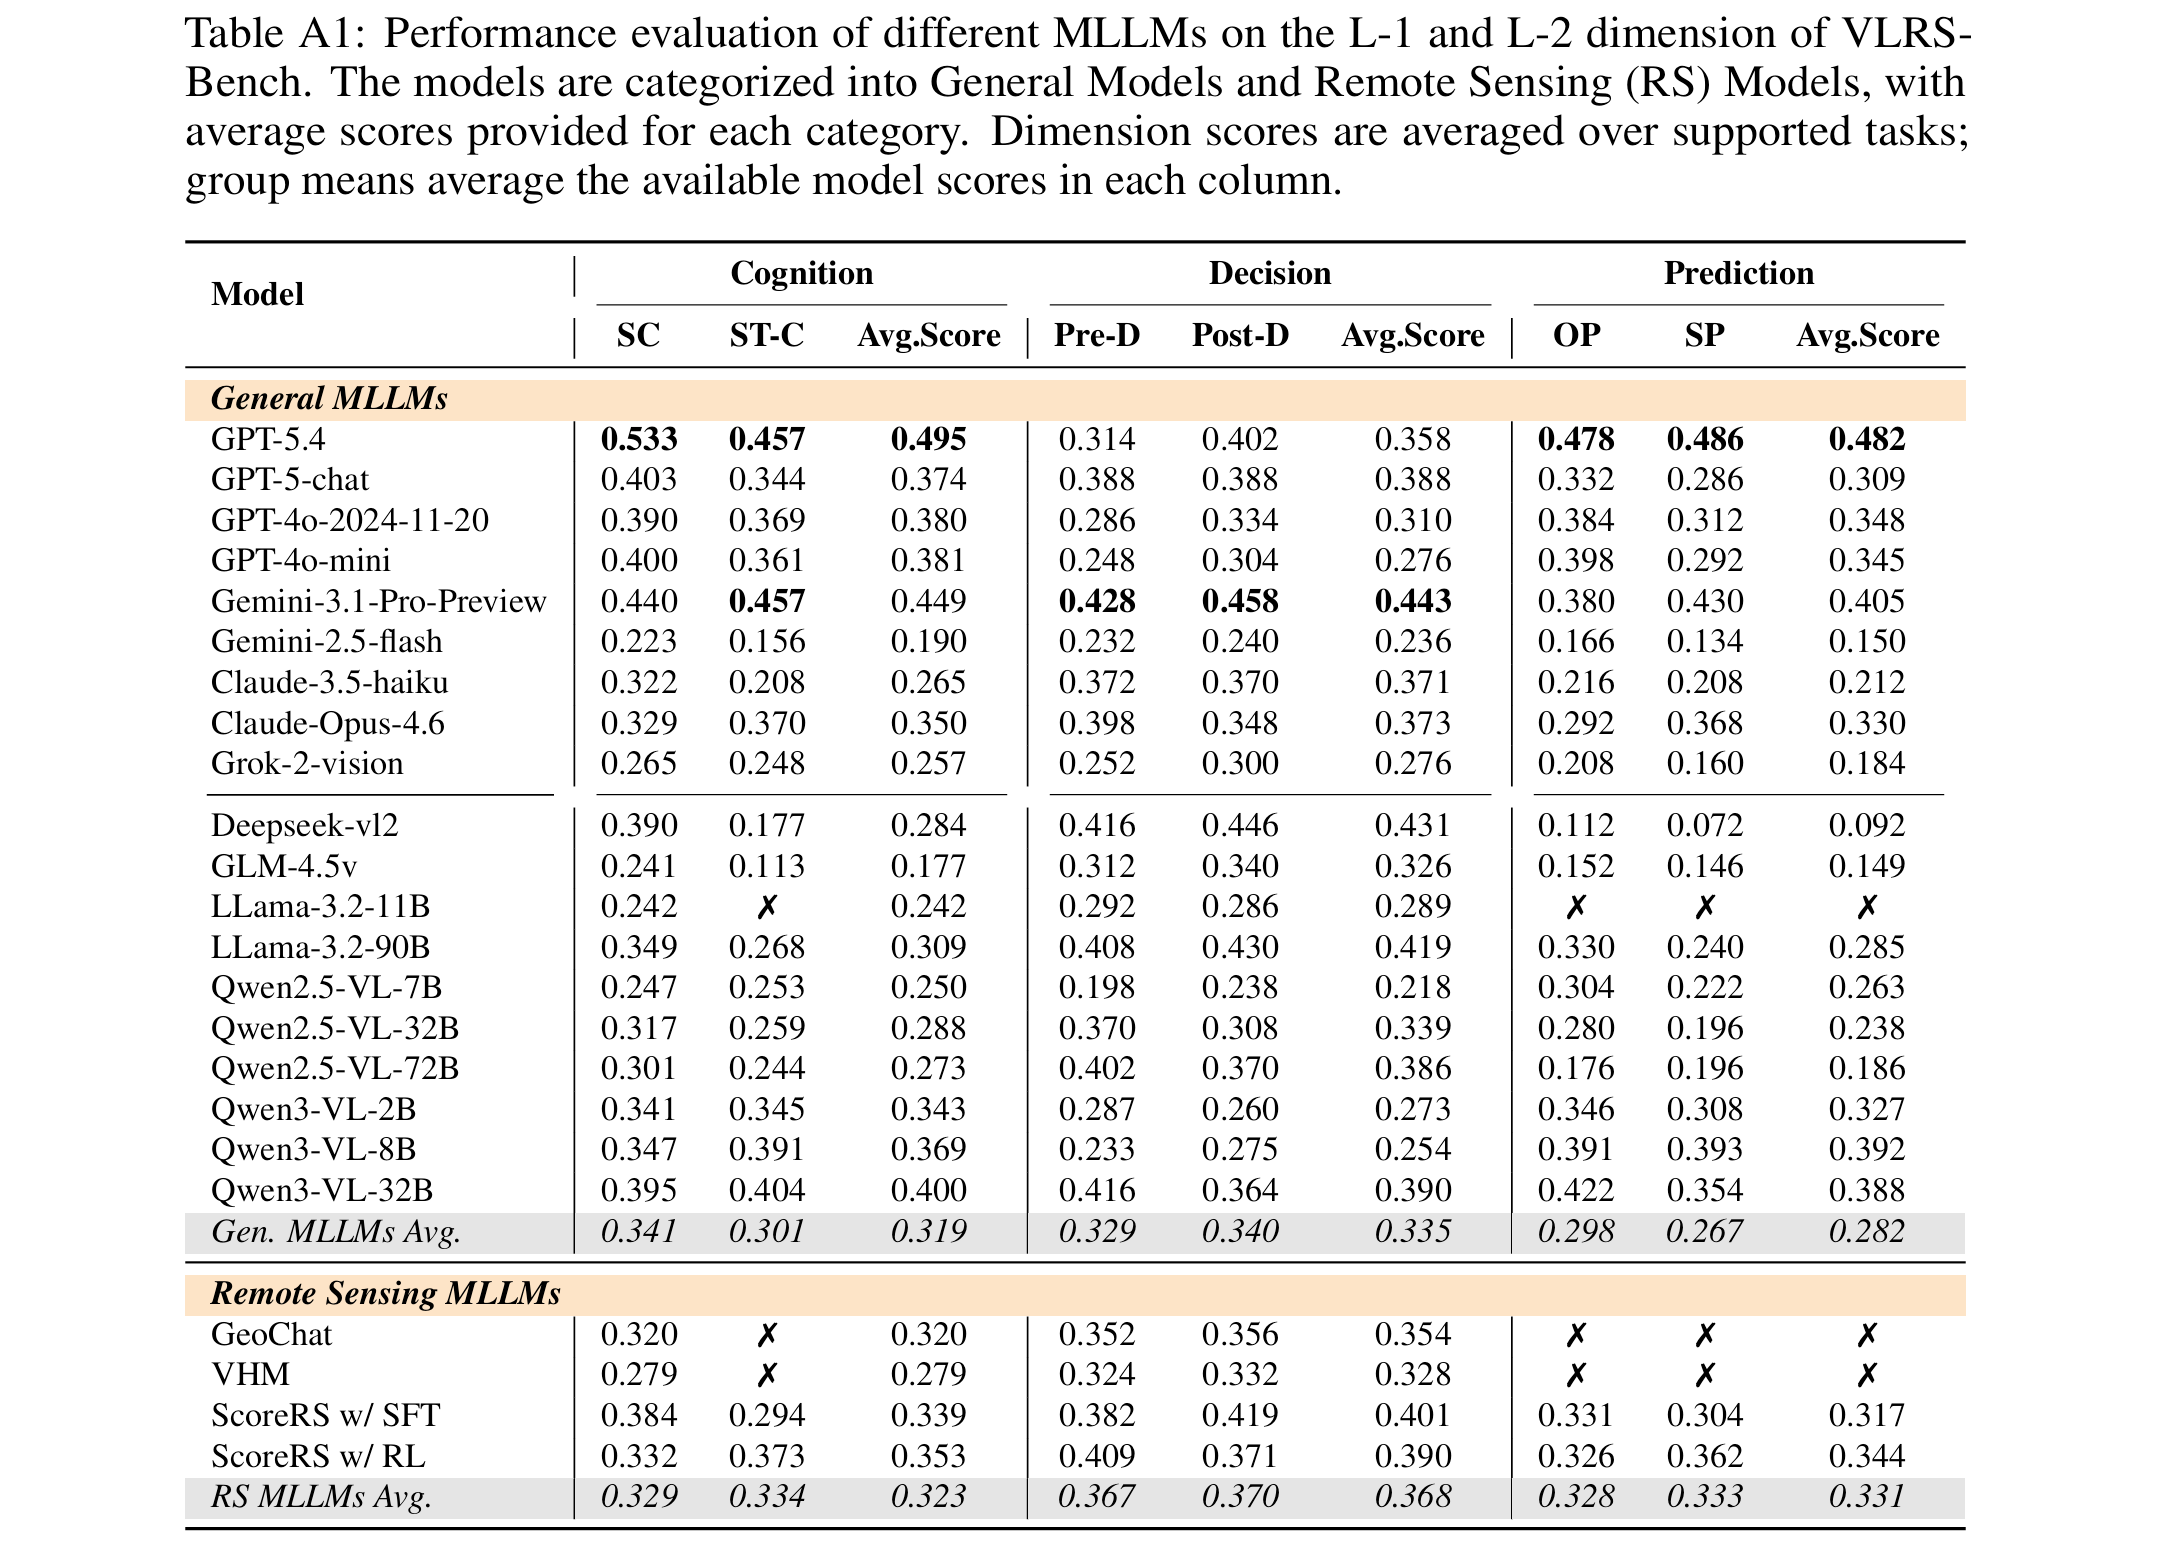 Table A1: Performance evaluation of different MLLMs on the L-1 and L-2 dimension of VLRS-
Bench. The models are categorized into General Models and Remote Sensing (RS) Models, with
average scores provided for each category. Dimension scores are averaged over supported tasks;
group means average the available model scores in each column.
Model Cognition Decision Prediction
SC ST-C Avg.Score Pre-D Post-D Avg.Score OP SP Avg.Score
General MLLMs
GPT-5.4 0.533 0.457 0.495 0.314 0.402 0.358 0.478 0.486 0.482
GPT-5-chat 0.403 0.344 0.374 0.388 0.388 0.388 0.332 0.286 0.309
GPT-4o-2024-11-20 0.390 0.369 0.380 0.286 0.334 0.310 0.384 0.312 0.348
GPT-4o-mini 0.400 0.361 0.381 0.248 0.304 0.276 0.398 0.292 0.345
Gemini-3.1-Pro-Preview 0.440 0.457 0.449 0.428 0.458 0.443 0.380 0.430 0.405
Gemini-2.5-flash 0.223 0.156 0.190 0.232 0.240 0.236 0.166 0.134 0.150
Claude-3.5-haiku 0.322 0.208 0.265 0.372 0.370 0.371 0.216 0.208 0.212
Claude-Opus-4.6 0.329 0.370 0.350 0.398 0.348 0.373 0.292 0.368 0.330
Grok-2-vision 0.265 0.248 0.257 0.252 0.300 0.276 0.208 0.160 0.184
Deepseek-vl2 0.390 0.177 0.284 0.416 0.446 0.431 0.112 0.072 0.092
GLM-4.5v 0.241 0.113 0.177 0.312 0.340 0.326 0.152 0.146 0.149
LLama-3.2-11B 0.242 ✗ 0.242 0.292 0.286 0.289 ✗ ✗ ✗
LLama-3.2-90B 0.349 0.268 0.309 0.408 0.430 0.419 0.330 0.240 0.285
Qwen2.5-VL-7B 0.247 0.253 0.250 0.198 0.238 0.218 0.304 0.222 0.263
Qwen2.5-VL-32B 0.317 0.259 0.288 0.370 0.308 0.339 0.280 0.196 0.238
Qwen2.5-VL-72B 0.301 0.244 0.273 0.402 0.370 0.386 0.176 0.196 0.186
Qwen3-VL-2B 0.341 0.345 0.343 0.287 0.260 0.273 0.346 0.308 0.327
Qwen3-VL-8B 0.347 0.391 0.369 0.233 0.275 0.254 0.391 0.393 0.392
Qwen3-VL-32B 0.395 0.404 0.400 0.416 0.364 0.390 0.422 0.354 0.388
Gen. MLLMs Avg. 0.341 0.301 0.319 0.329 0.340 0.335 0.298 0.267 0.282
Remote Sensing MLLMs
GeoChat 0.320 ✗ 0.320 0.352 0.356 0.354 ✗ ✗ ✗
VHM 0.279 ✗ 0.279 0.324 0.332 0.328 ✗ ✗ ✗
ScoreRS w/ SFT 0.384 0.294 0.339 0.382 0.419 0.401 0.331 0.304 0.317
ScoreRS w/ RL 0.332 0.373 0.353 0.409 0.371 0.390 0.326 0.362 0.344
RS MLLMs Avg. 0.329 0.334 0.323 0.367 0.370 0.368 0.328 0.333 0.331